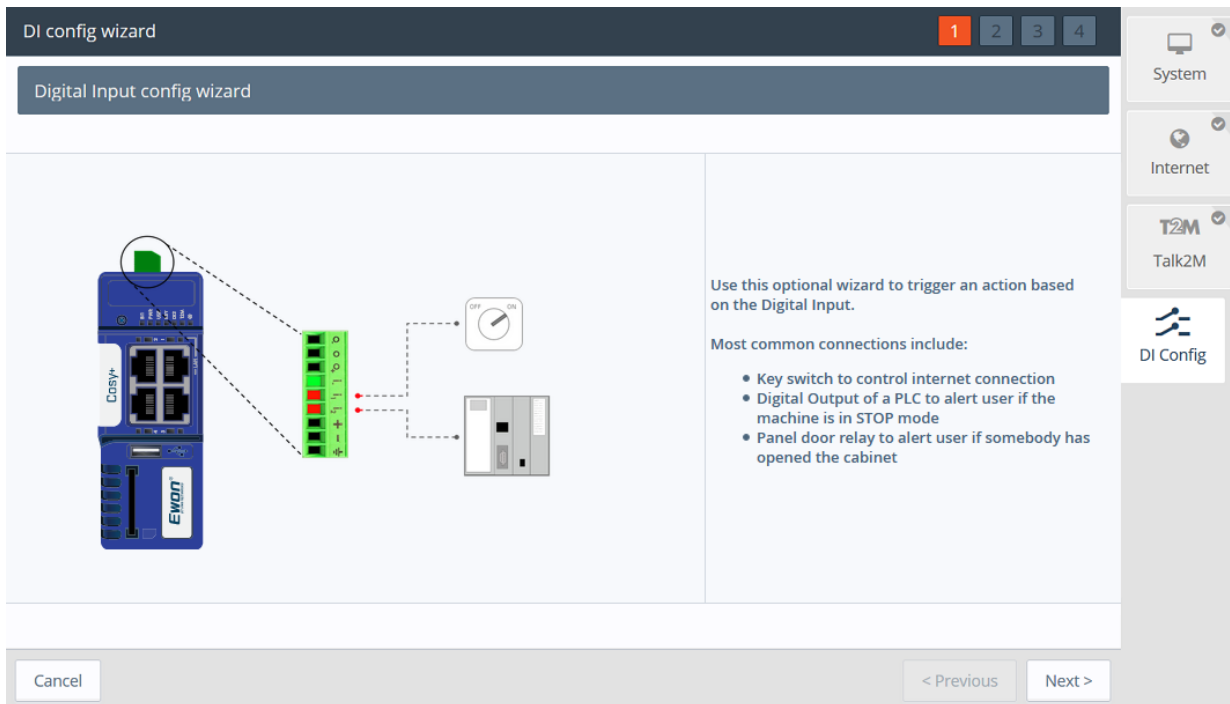 DI config wizard
1 2 3 4
Digital Input config wizard
OFF ON
Cosy+
Ewon
Use this optional wizard to trigger an action based
on the Digital Input.
Most common connections include:
Key switch to control internet connection
Digital Output of a PLC to alert user if the
machine is in STOP mode
Panel door relay to alert user if somebody has
opened the cabinet
System
Internet
T2M
Talk2M
DI Config
Cancel
< Previous
Next >